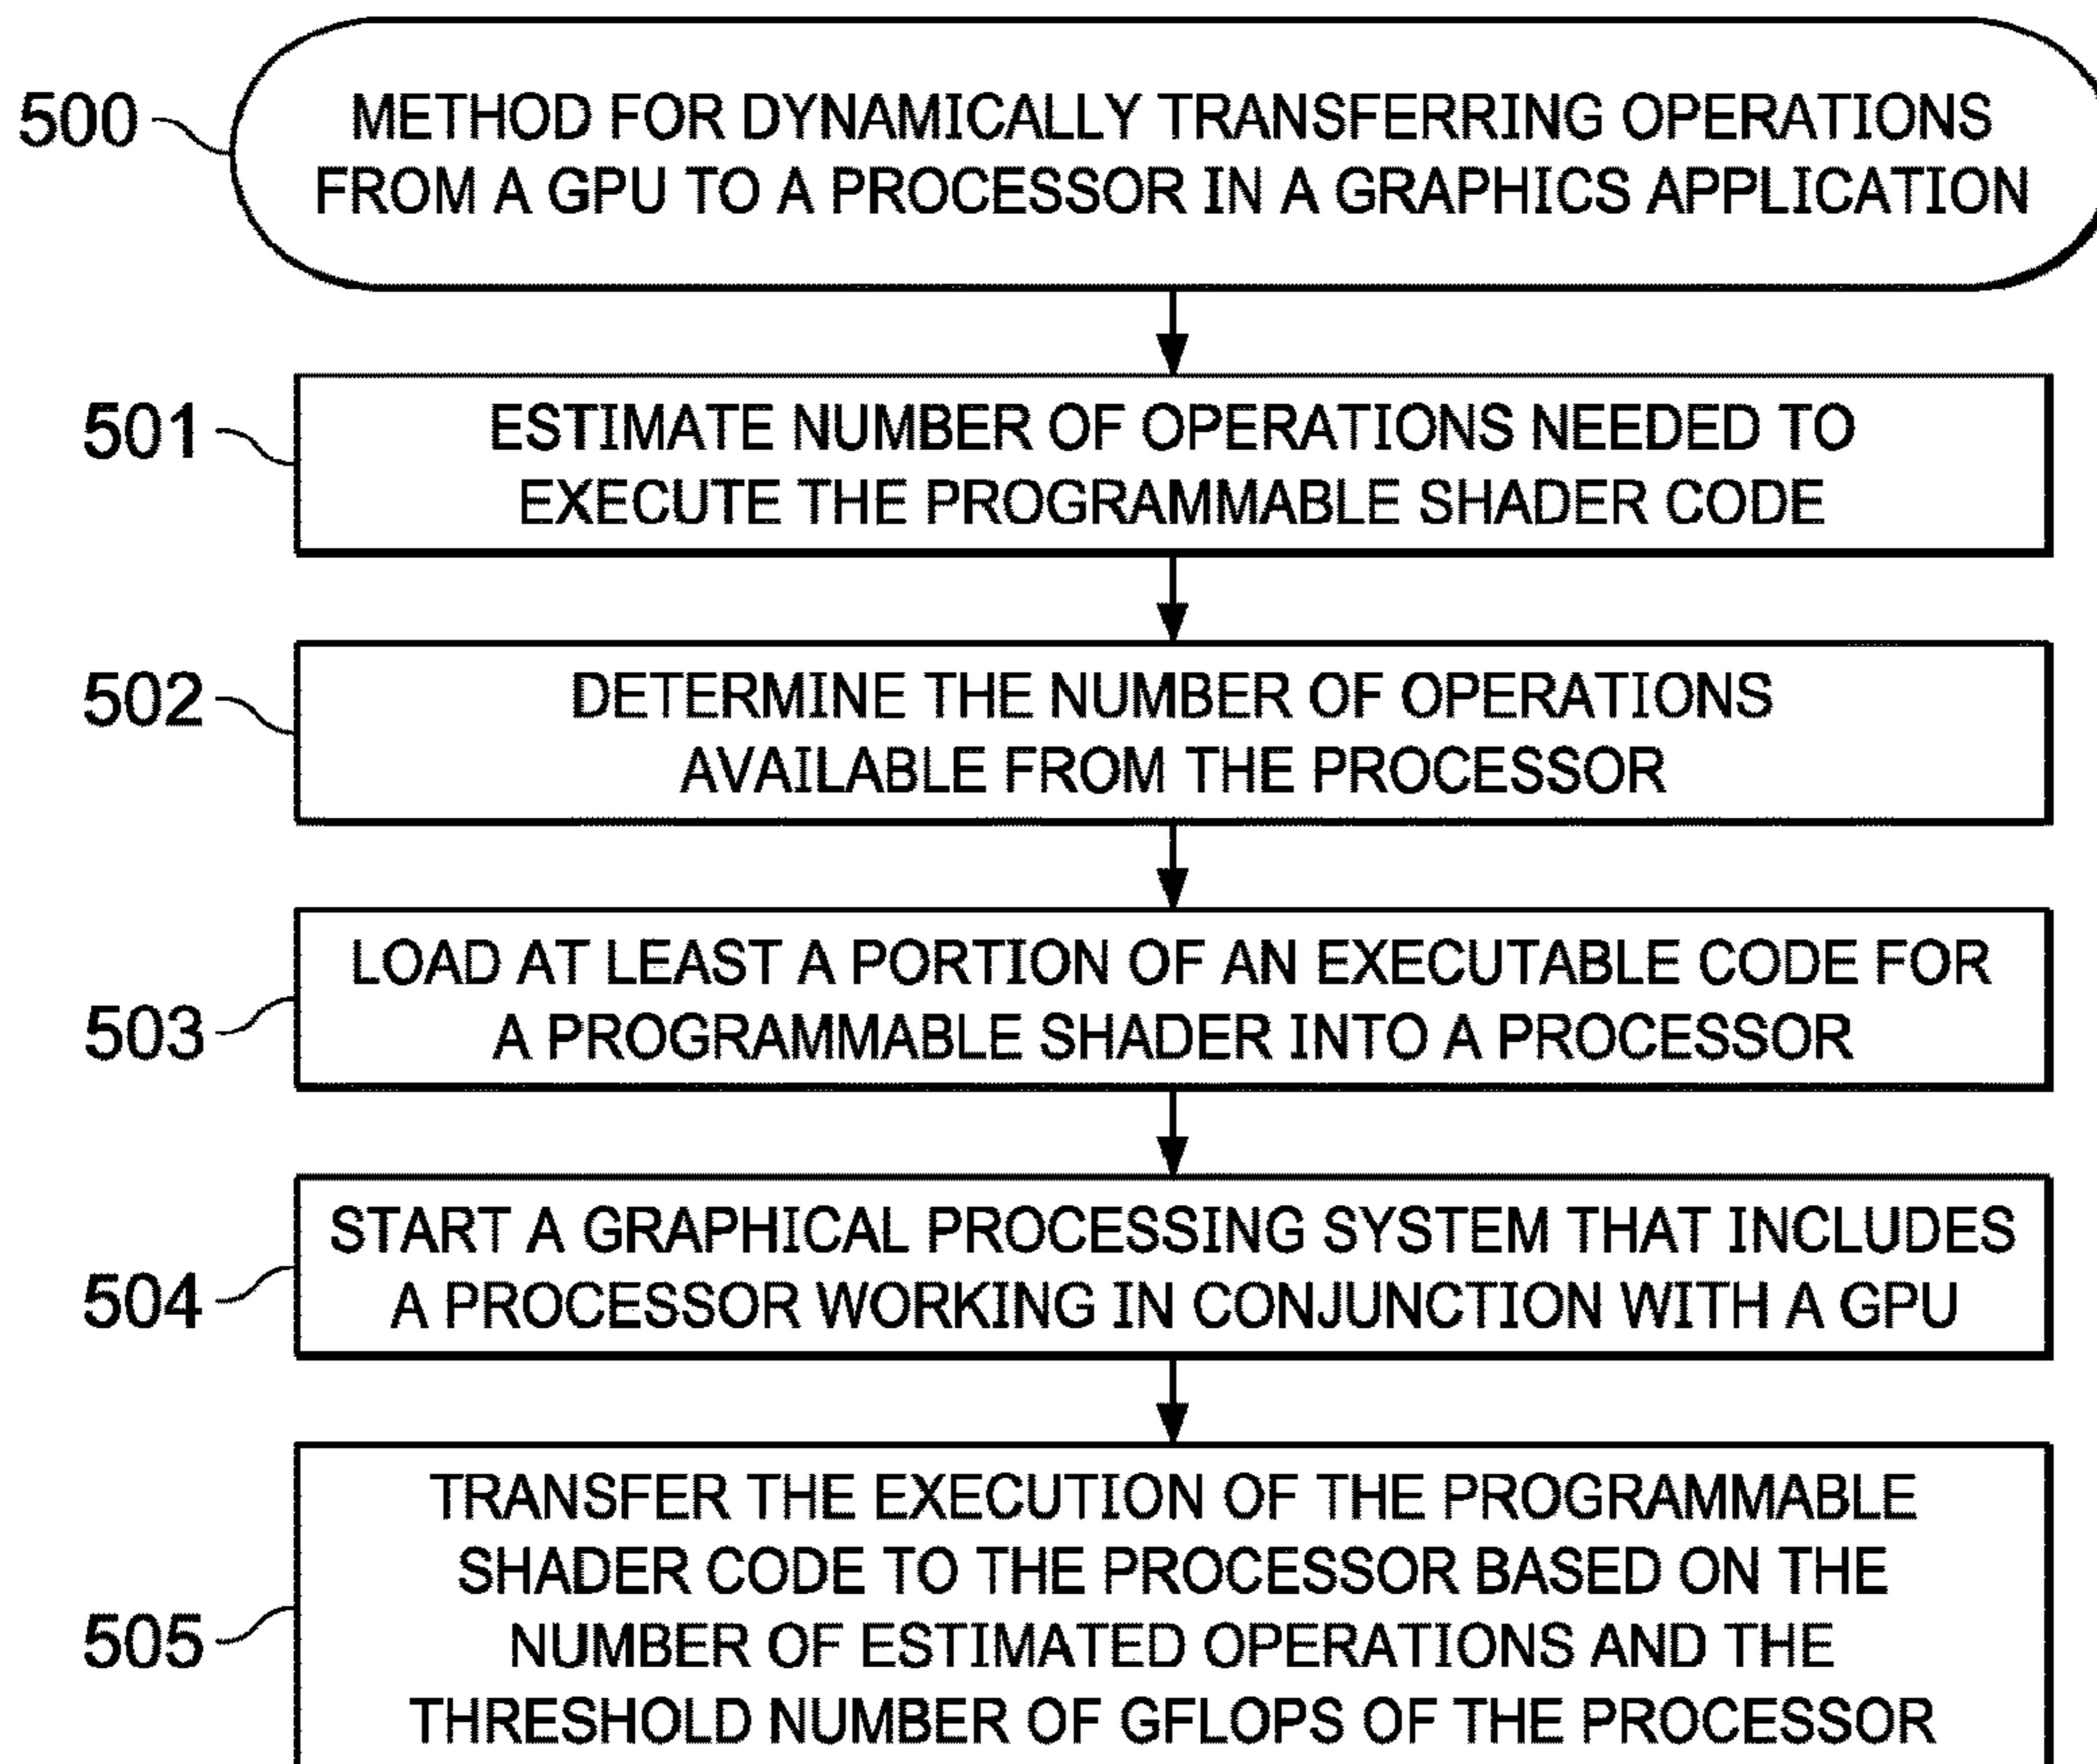 500
METHOD FOR DYNAMICALLY TRANSFERRING OPERATIONS
FROM A GPU TO A PROCESSOR IN A GRAPHICS APPLICATION
501
ESTIMATE NUMBER OF OPERATIONS NEEDED TO
EXECUTE THE PROGRAMMABLE SHADER CODE
502
DETERMINE THE NUMBER OF OPERATIONS
AVAILABLE FROM THE PROCESSOR
503
LOAD AT LEAST A PORTION OF AN EXECUTABLE CODE FOR
A PROGRAMMABLE SHADER INTO A PROCESSOR
504
START A GRAPHICAL PROCESSING SYSTEM THAT INCLUDES
A PROCESSOR WORKING IN CONJUNCTION WITH A GPU
505
TRANSFER THE EXECUTION OF THE PROGRAMMABLE
SHADER CODE TO THE PROCESSOR BASED ON THE
NUMBER OF ESTIMATED OPERATIONS AND THE
THRESHOLD NUMBER OF GFLOPS OF THE PROCESSOR